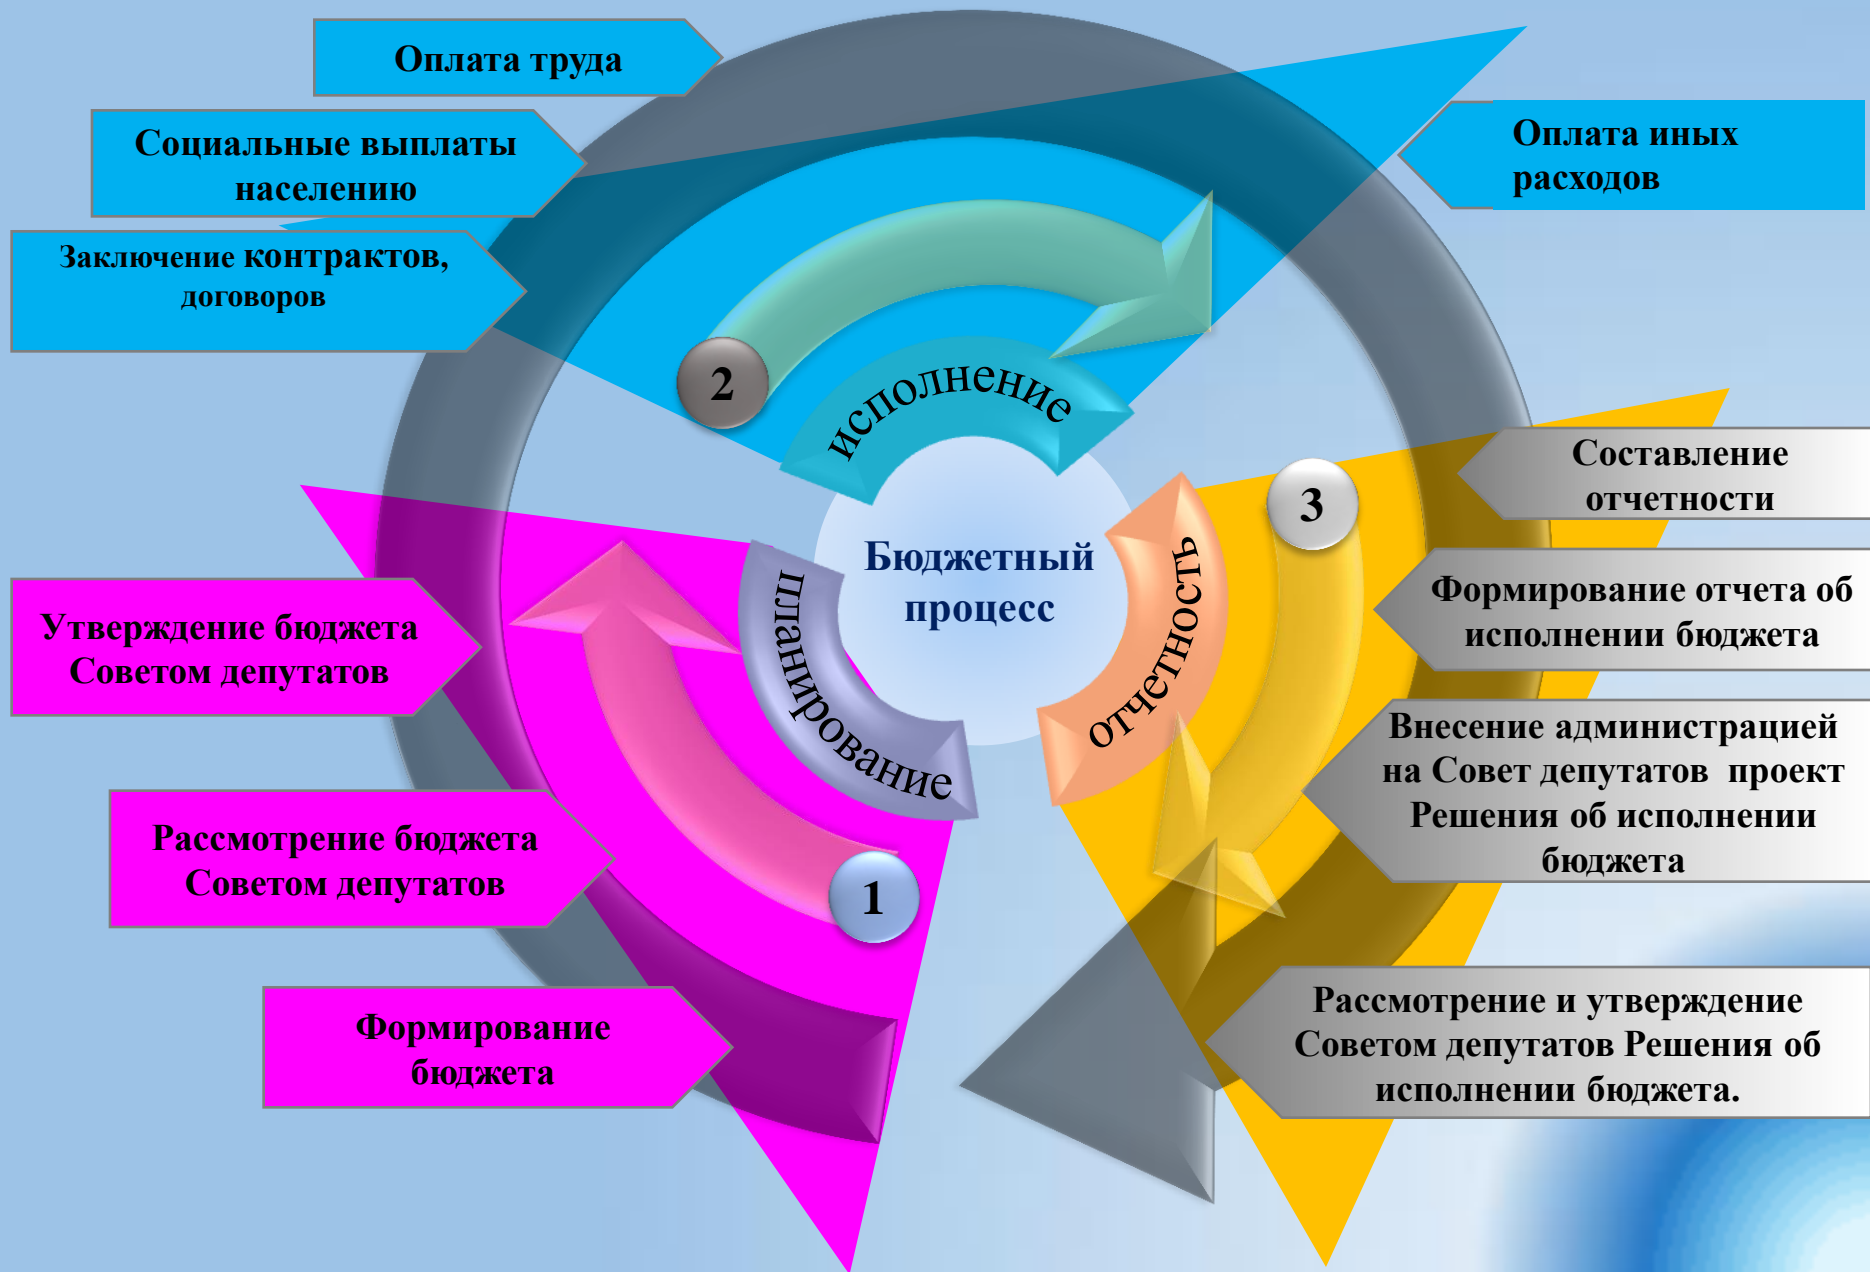 Оплата труда
Социальные выплаты
населению
Заключение контрактов,
договоров
Оплата иных
расходов
2
исполнение
Составление
отчетности
3
Бюджетный
процесс
отчетность
планирование
Формирование отчета об
исполнении бюджета
Утверждение бюджета
Советом депутатов
Внесение администрацией
на Совет депутатов проект
Решения об исполнении
бюджета
Рассмотрение бюджета
Советом депутатов
1
Формирование
бюджета
Рассмотрение и утверждение
Советом депутатов Решения об
исполнении бюджета.